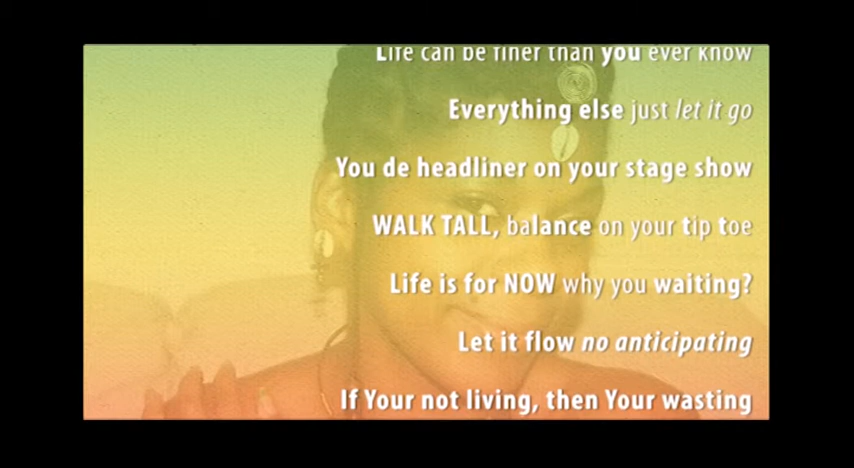 Life can be finer than you ever know
Everything else just let it go
You de headliner on your stage show
WALK TALL, balance on your tip toe
Life is for NOW why you waiting?
Let it flow no anticipating
If Your not living, then Your wasting